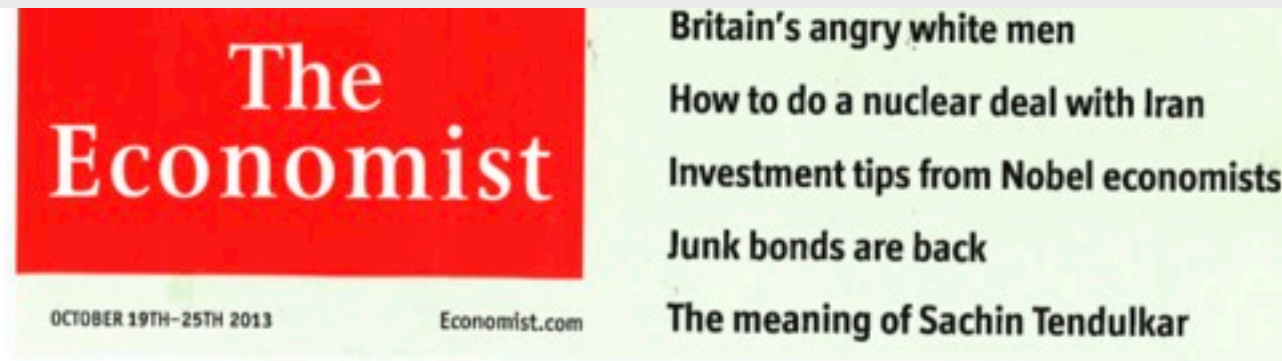 The
Economist
OCTOBER 19TH–25TH 2013
Economist.com
Britain's angry white men
How to do a nuclear deal with Iran
Investment tips from Nobel economists
Junk bonds are back
The meaning of Sachin Tendulkar